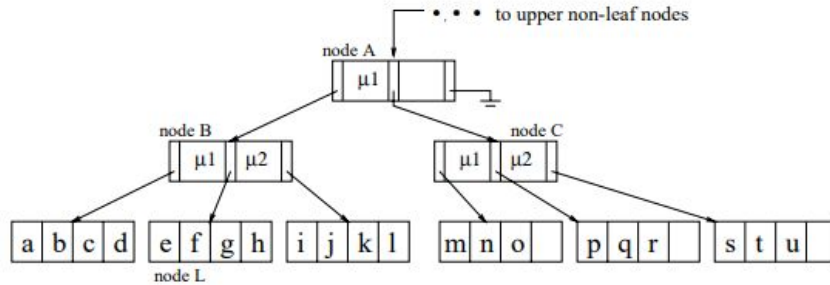 • • • to upper non-leaf nodes
node A
μ1
node B
node C
μ1 μ2
μ1 μ2
a b c d
e f g h
i j k l
m n o
p q r
s t u
node L